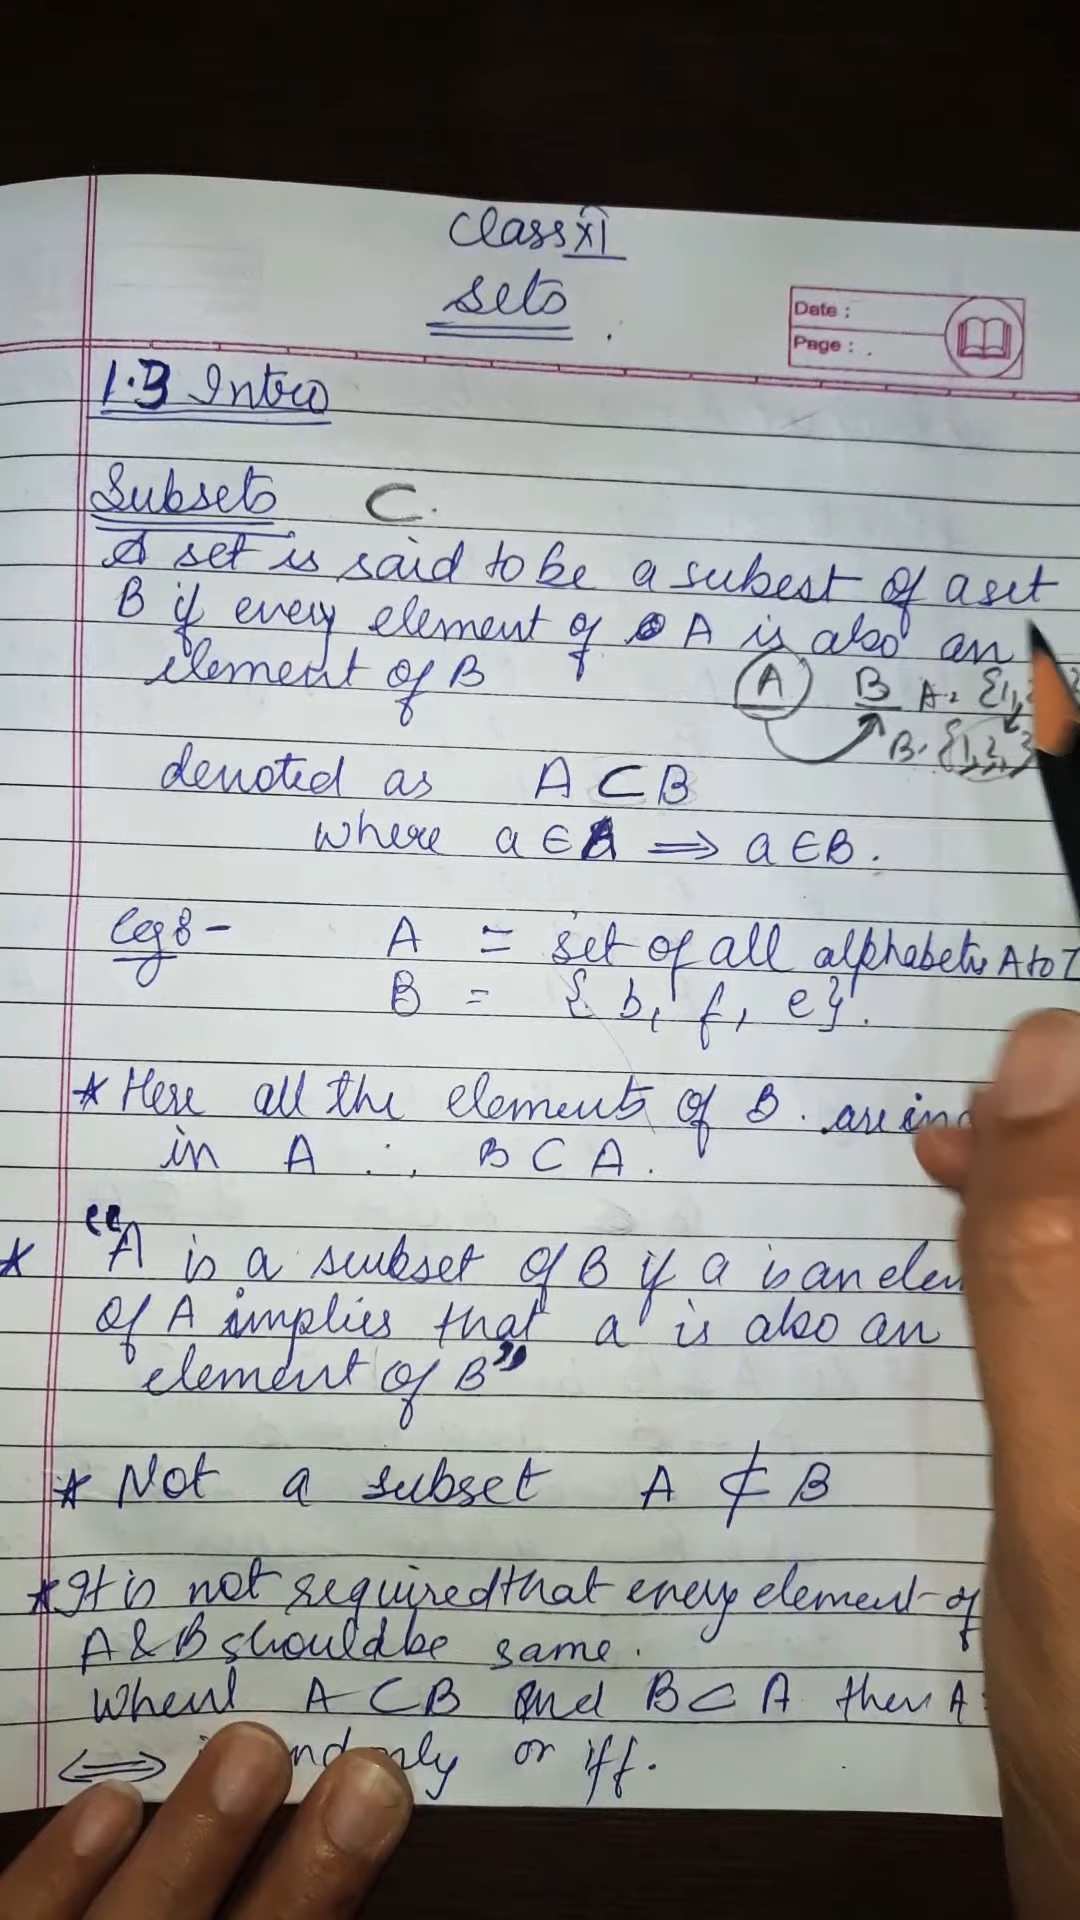 Class XI
Sets
Date :
Page :
1.3 Intro
Subsets ⊂
A set is said to be a subest of a set
B if every element of A is also an
element of B
A B A = {1,
B = {1, 2, 3
denoted as A ⊂ B
where a ∈ A ⟹ a ∈ B.
eg:- A = set of all alphabets A to
B = { b, f, e}.
* Here all the elements of B. are
in A ∴ B ⊂ A.
* "A is a subset of B if a is an
of A implies that a is also an
element of B"
* Not a subset A ⊄ B
* It is not required that every element of
A & B should be same.
When A ⊂ B and B ⊂ A then A
⟺ or iff.